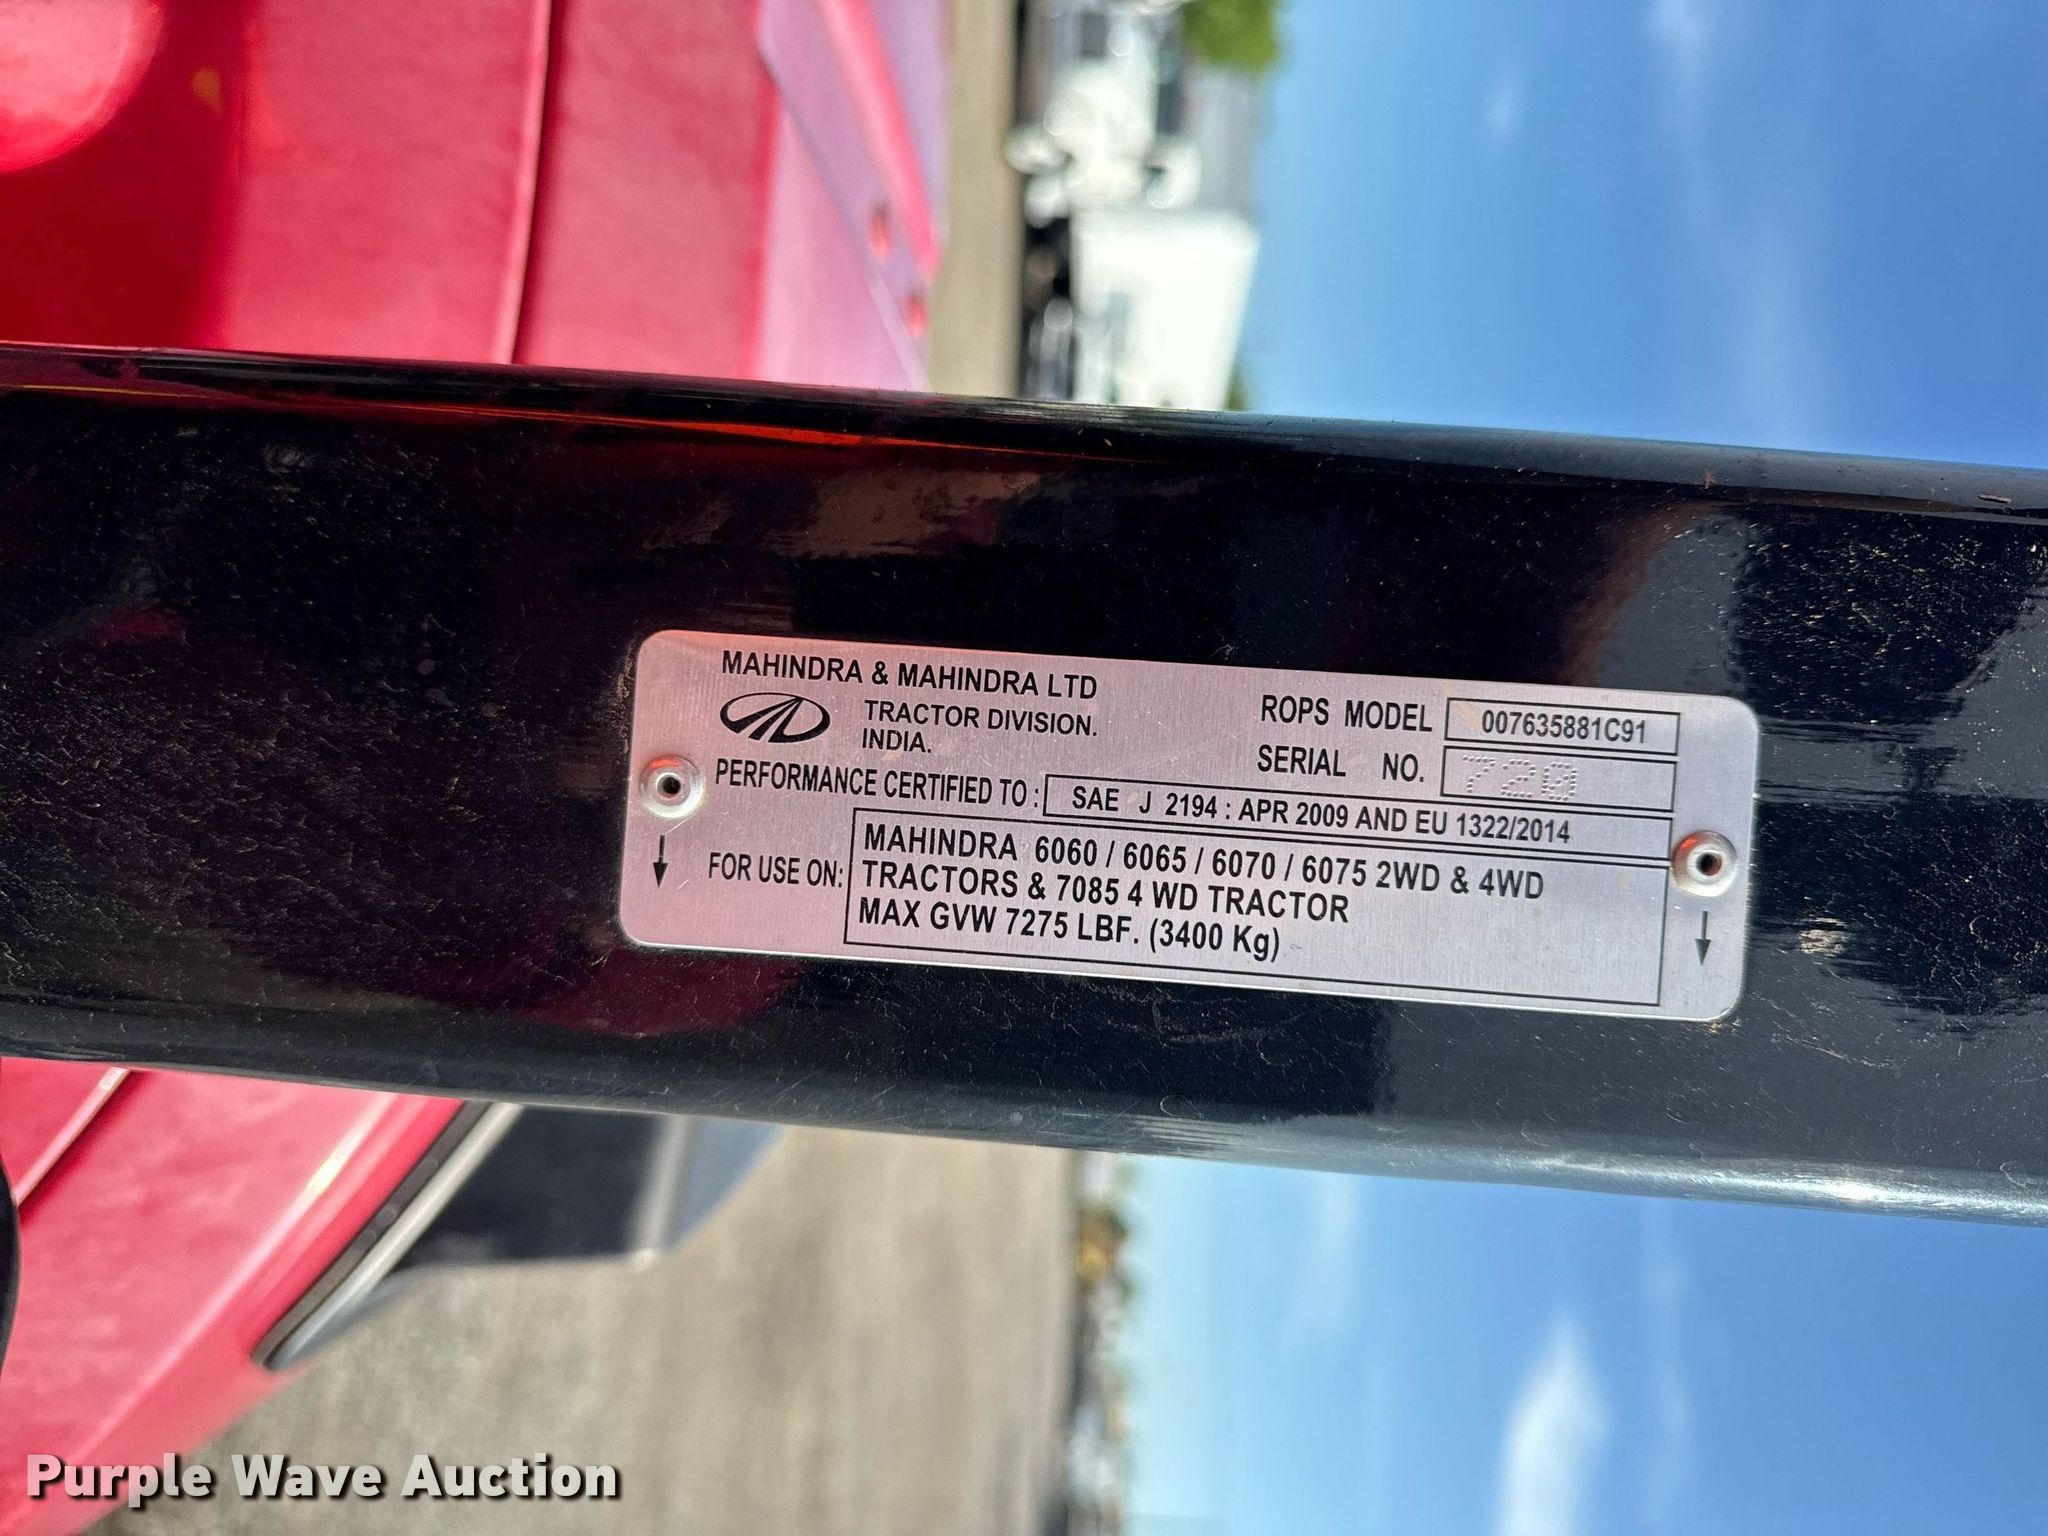 MAHINDRA & MAHINDRA LTD
TRACTOR DIVISION.
INDIA.
ROPS MODEL 007635881C91
SERIAL NO. 720
PERFORMANCE CERTIFIED TO : SAE J 2194 : APR 2009 AND EU 1322/2014
FOR USE ON: MAHINDRA 6060 / 6065 / 6070 / 6075 2WD & 4WD
TRACTORS & 7085 4 WD TRACTOR
MAX GVW 7275 LBF. (3400 Kg)
Purple Wave Auction